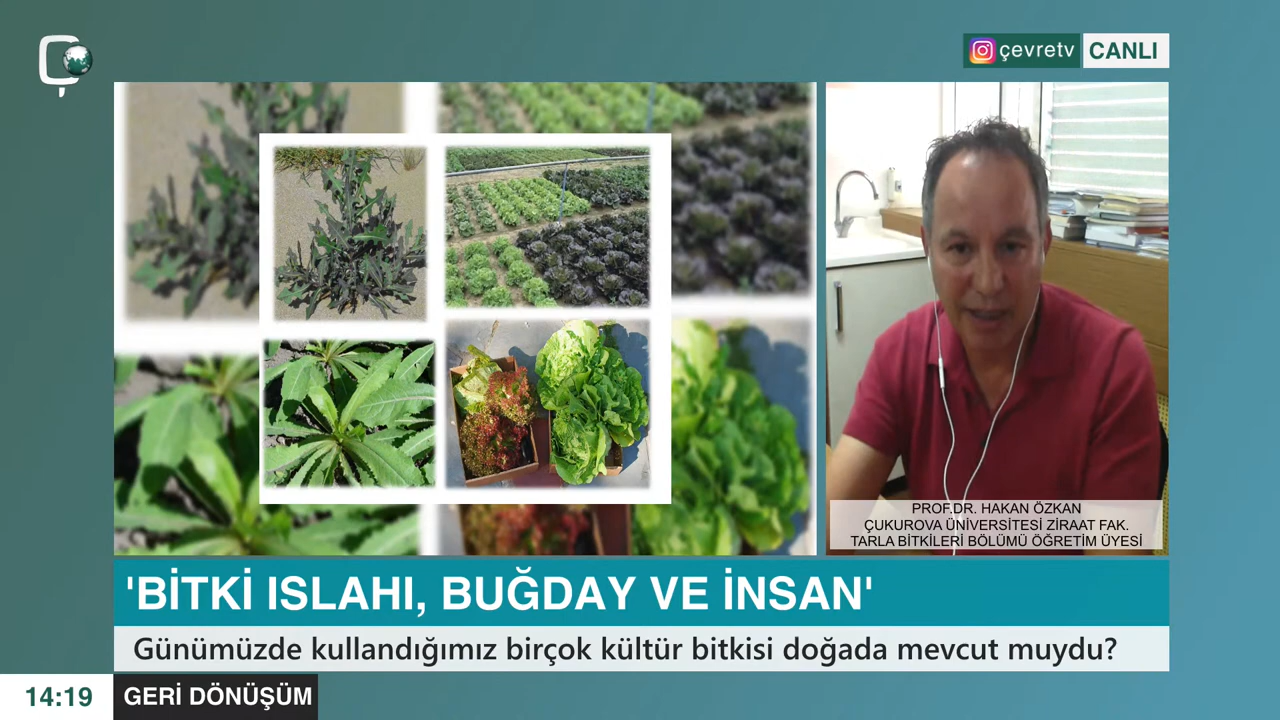 çevretv CANLI
PROF.DR. HAKAN ÖZKAN
ÇUKUROVA ÜNİVERSİTESİ ZİRAAT FAK.
TARLA BİTKİLERİ BÖLÜMÜ ÖĞRETİM ÜYESİ
'BİTKİ ISLAHI, BUĞDAY VE İNSAN'
Günümüzde kullandığımız birçok kültür bitkisi doğada mevcut muydu?
14:19 GERİ DÖNÜŞÜM